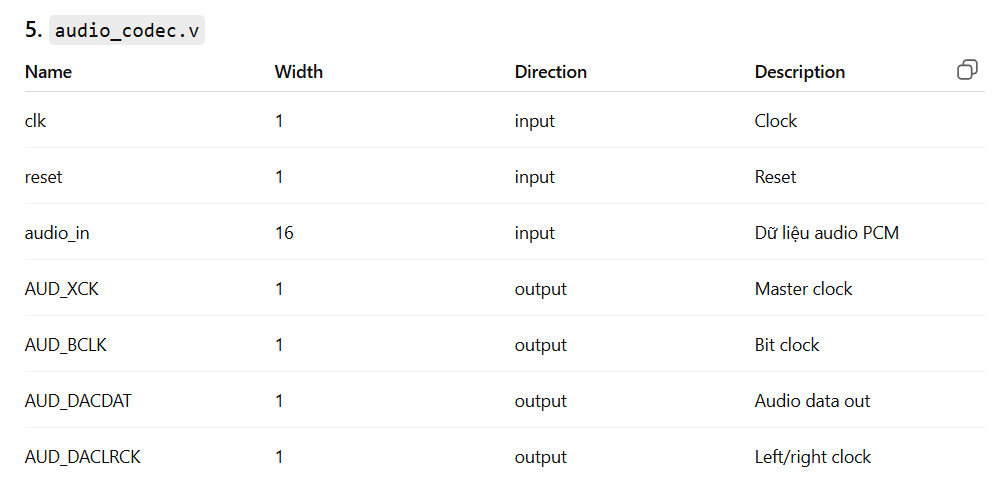 5. audio_codec.v
Name Width Direction Description
clk 1 input Clock
reset 1 input Reset
audio_in 16 input Dữ liệu audio PCM
AUD_XCK 1 output Master clock
AUD_BCLK 1 output Bit clock
AUD_DACDAT 1 output Audio data out
AUD_DACLRCK 1 output Left/right clock